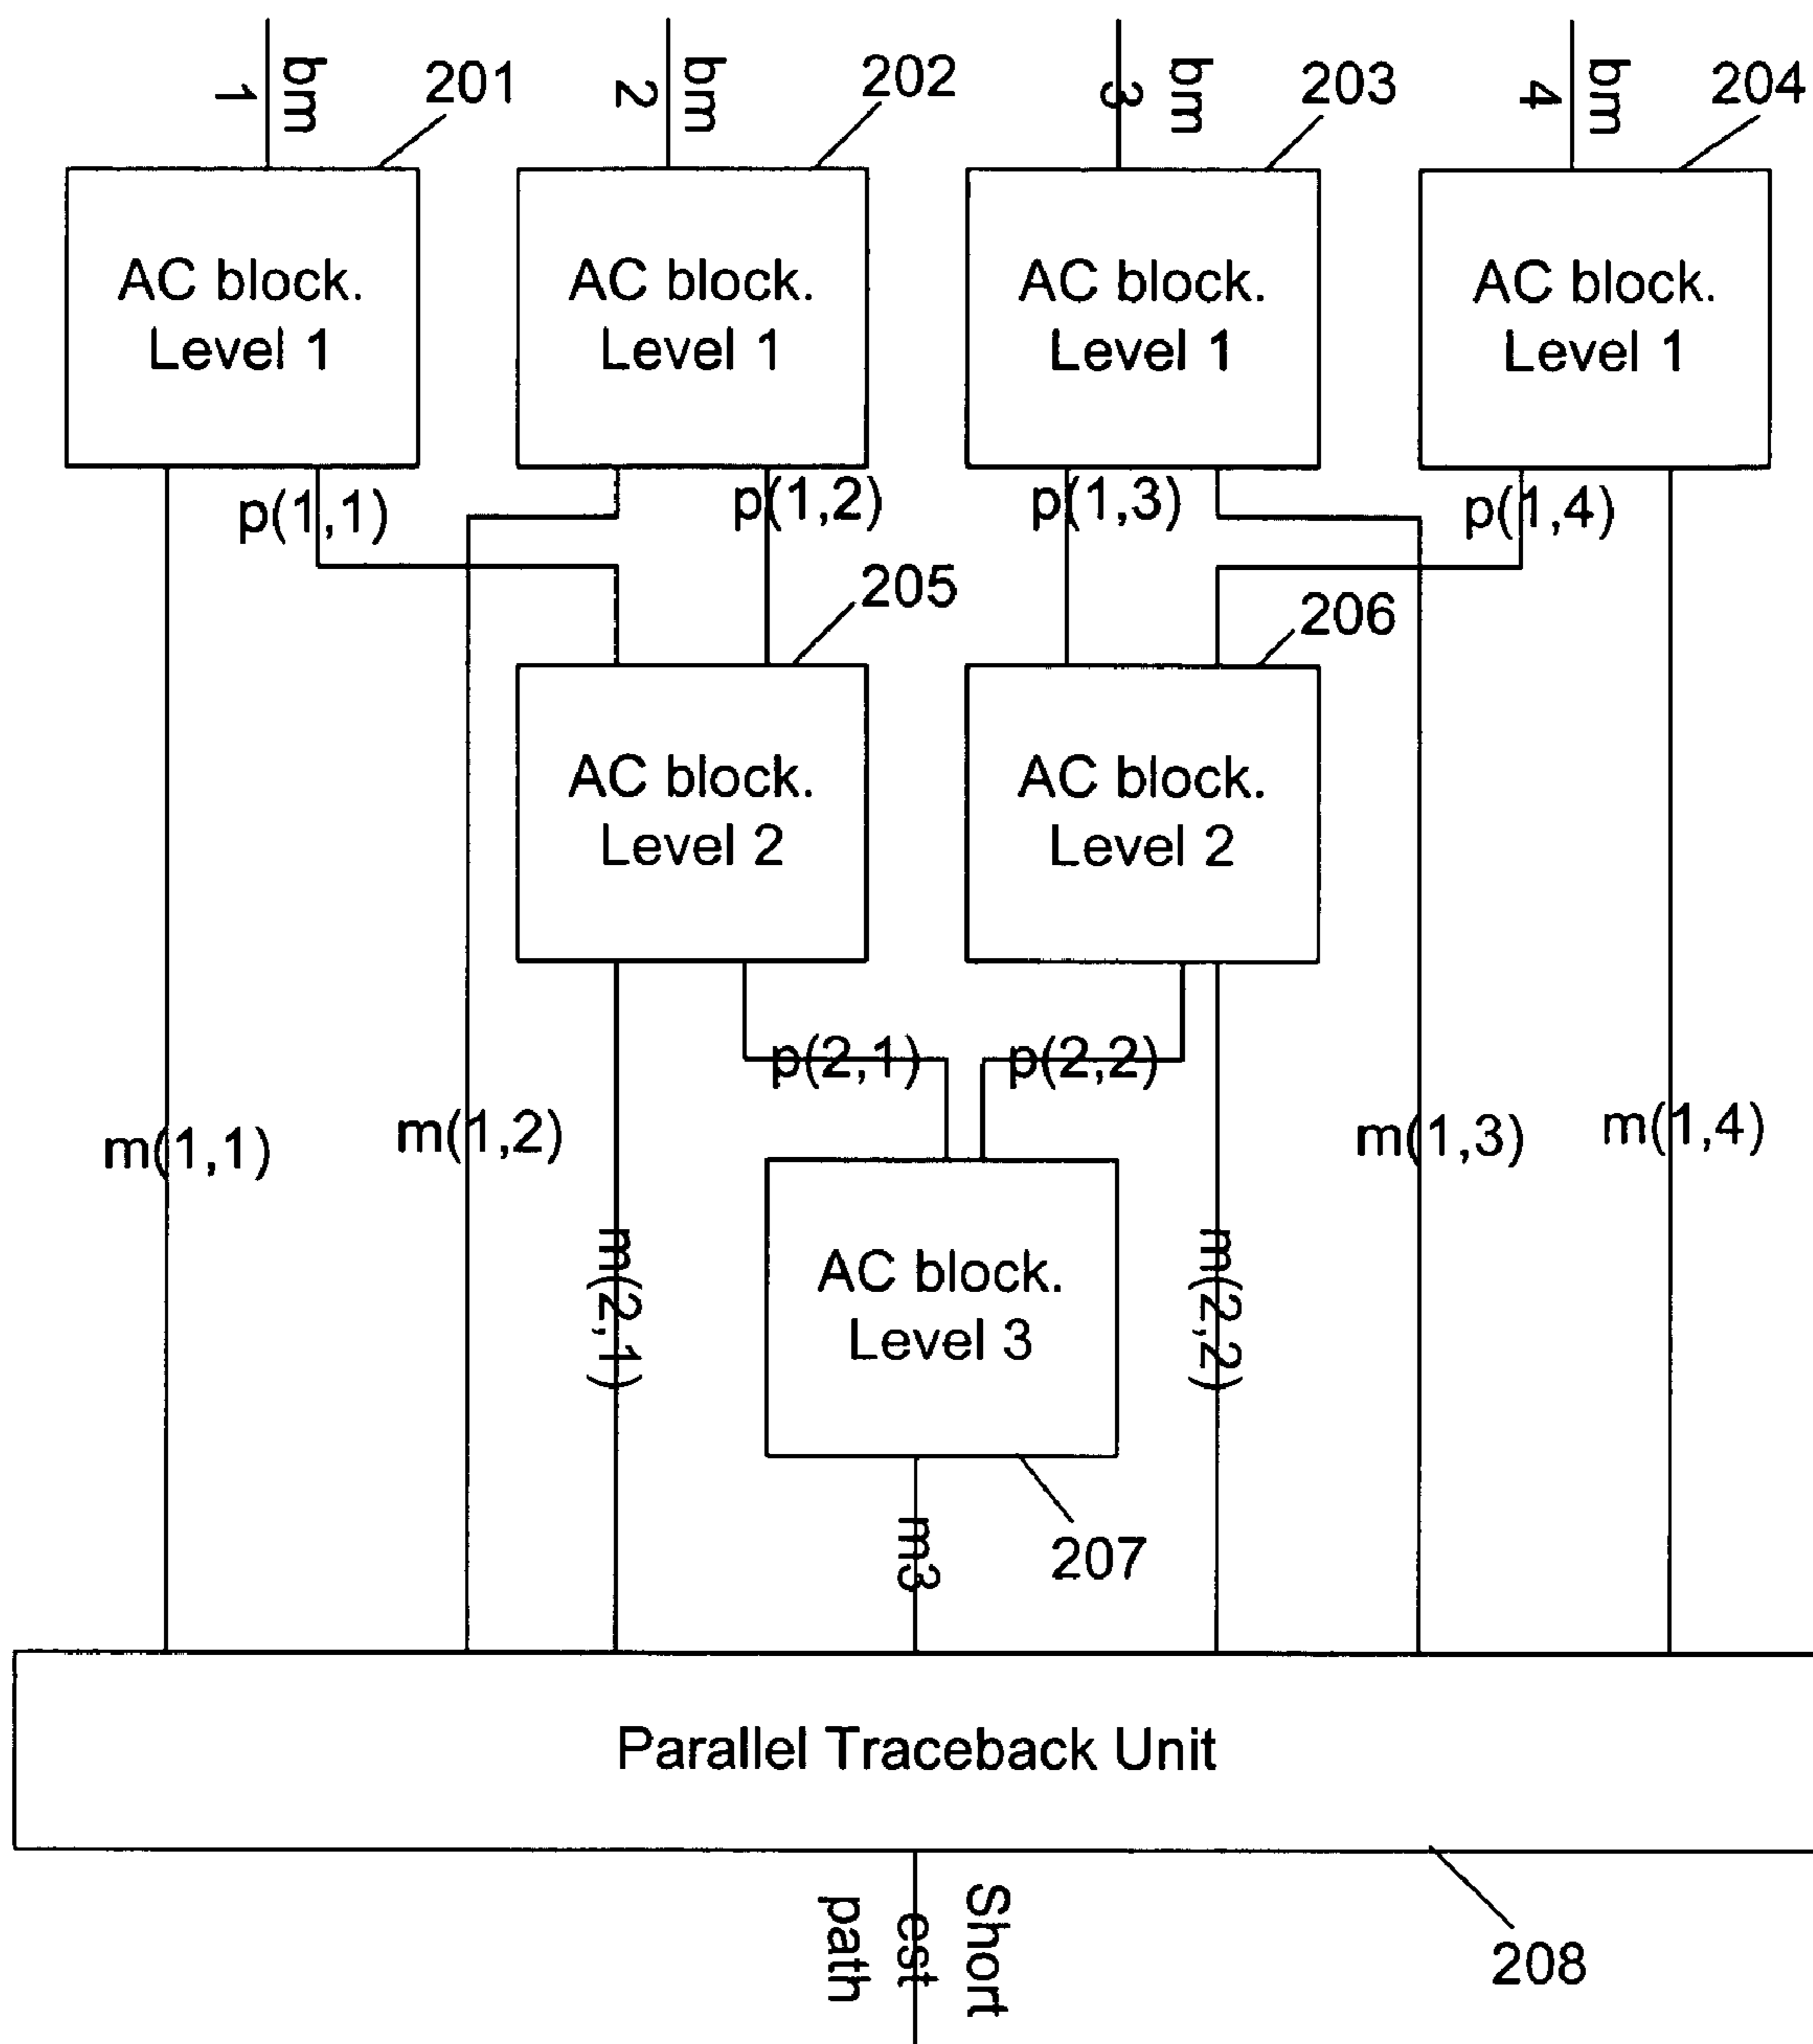 bm
1
201
bm
2
202
bm
3
203
bm
4
204
AC block.
Level 1
AC block.
Level 1
AC block.
Level 1
AC block.
Level 1
p(1,1)
p(1,2)
p(1,3)
p(1,4)
205
206
AC block.
Level 2
AC block.
Level 2
p(2,1)
p(2,2)
m(1,1)
m(1,2)
m(1,3)
m(1,4)
m(2,1)
AC block.
Level 3
m(2,2)
m3
207
Parallel Traceback Unit
Short
est
path
208